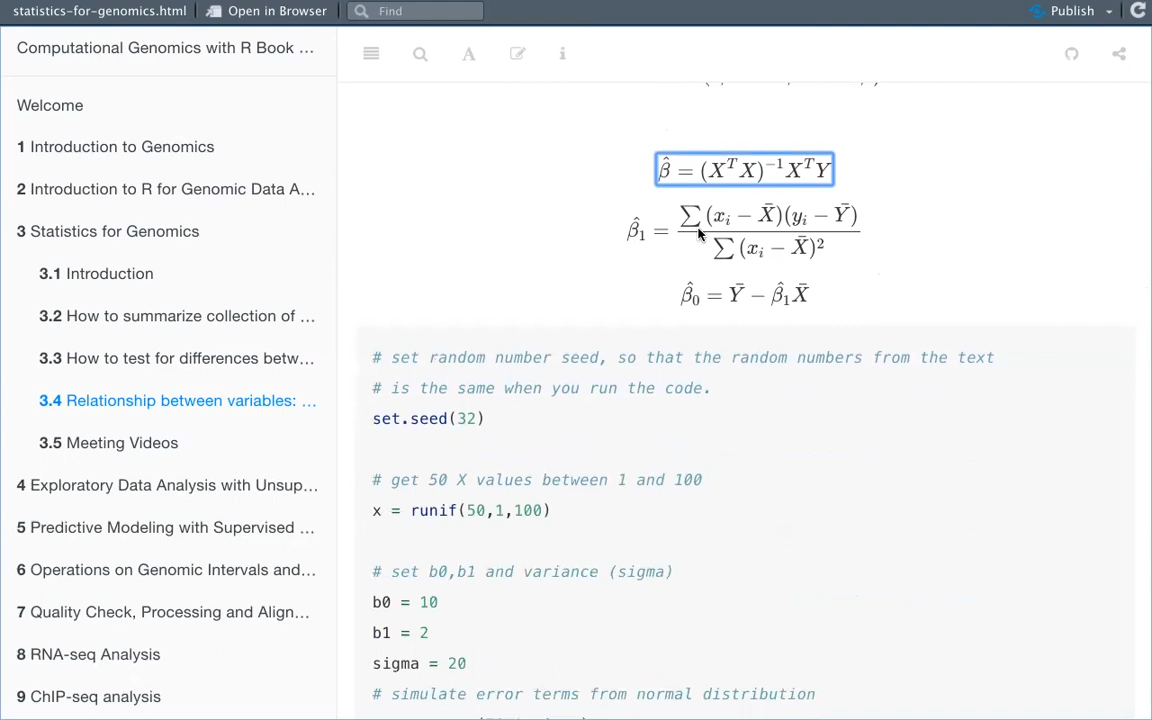 statistics-for-genomics.html
Open in Browser
Find
Publish
Computational Genomics with R Book ...
Welcome
1 Introduction to Genomics
2 Introduction to R for Genomic Data A...
3 Statistics for Genomics
3.1 Introduction
3.2 How to summarize collection of ...
3.3 How to test for differences betw...
3.4 Relationship between variables: ...
3.5 Meeting Videos
4 Exploratory Data Analysis with Unsup...
5 Predictive Modeling with Supervised ...
6 Operations on Genomic Intervals and...
7 Quality Check, Processing and Align...
8 RNA-seq Analysis
9 ChIP-seq analysis
β̂ = (XᵀX)⁻¹XᵀY
β̂₁ = ∑(xᵢ − X̄)(yᵢ − Ȳ) / ∑(xᵢ − X̄)²
β̂₀ = Ȳ − β̂₁X̄
# set random number seed, so that the random numbers from the text
# is the same when you run the code.
set.seed(32)
# get 50 X values between 1 and 100
x = runif(50,1,100)
# set b0,b1 and variance (sigma)
b0 = 10
b1 = 2
sigma = 20
# simulate error terms from normal distribution